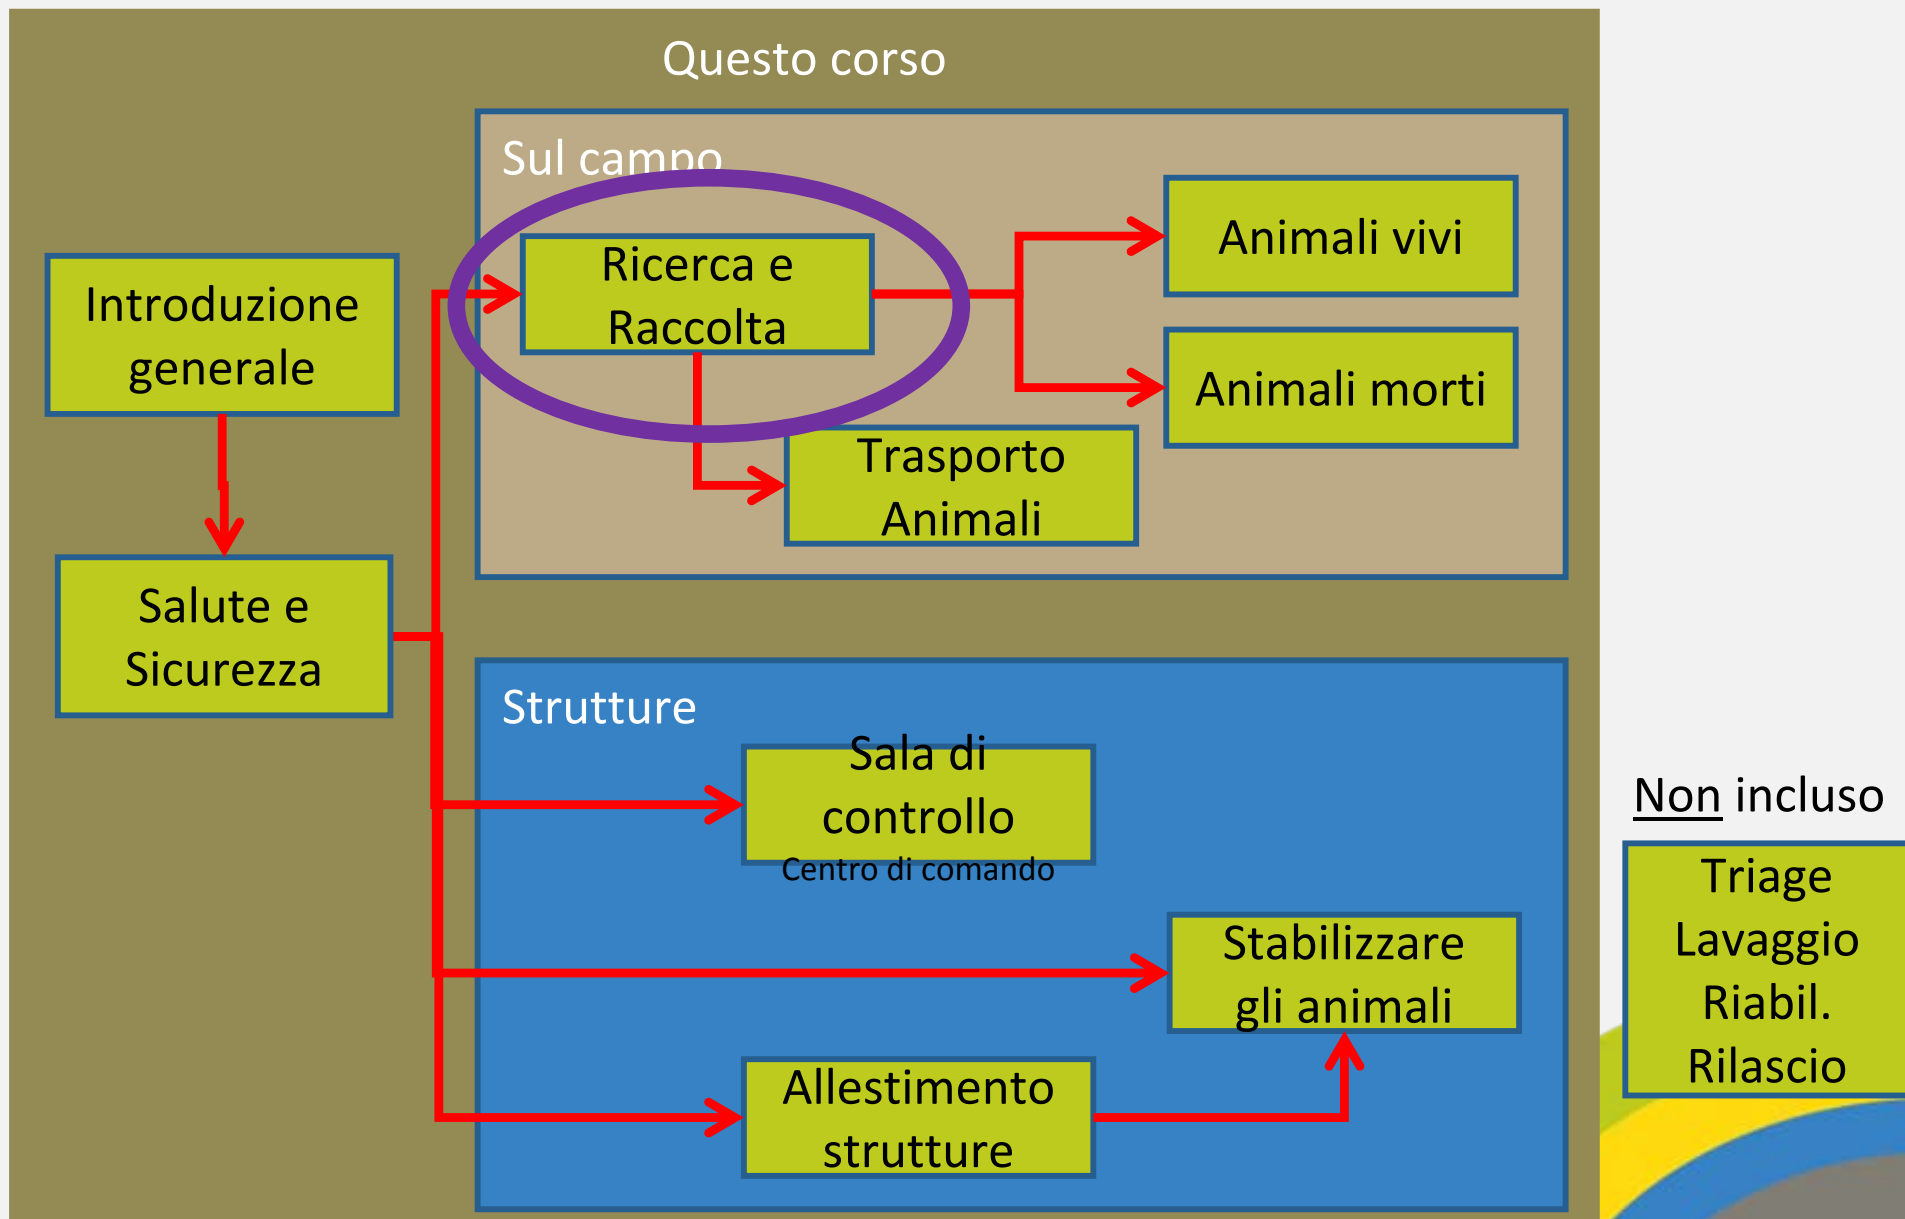 Questo corso
Sul campo
Introduzione
generale
Ricerca e
Raccolta
Animali vivi
Animali morti
Trasporto
Animali
Salute e
Sicurezza
Strutture
Sala di
controllo
Centro di comando
Stabilizzare
gli animali
Allestimento
strutture
Non incluso
Triage
Lavaggio
Riabil.
Rilascio